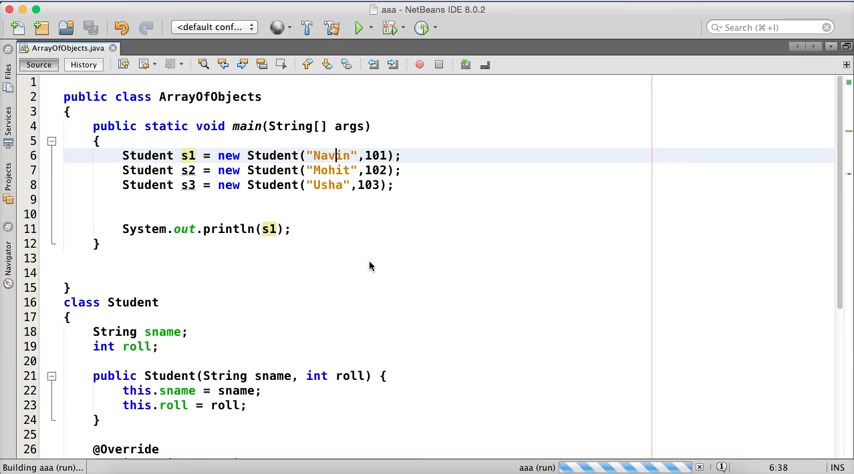 aaa - NetBeans IDE 8.0.2
<default conf...
Search (⌘+I)
ArrayOfObjects.java
Source History
Files
Services
Projects
Navigator
1
2 public class ArrayOfObjects
3 {
4 public static void main(String[] args)
5 {
6 Student s1 = new Student("Navin",101);
7 Student s2 = new Student("Mohit",102);
8 Student s3 = new Student("Usha",103);
9
10
11 System.out.println(s1);
12 }
13
14
15 }
16 class Student
17 {
18 String sname;
19 int roll;
20
21 public Student(String sname, int roll) {
22 this.sname = sname;
23 this.roll = roll;
24 }
25
26 @Override
Building aaa (run)... aaa (run) 6:38 INS